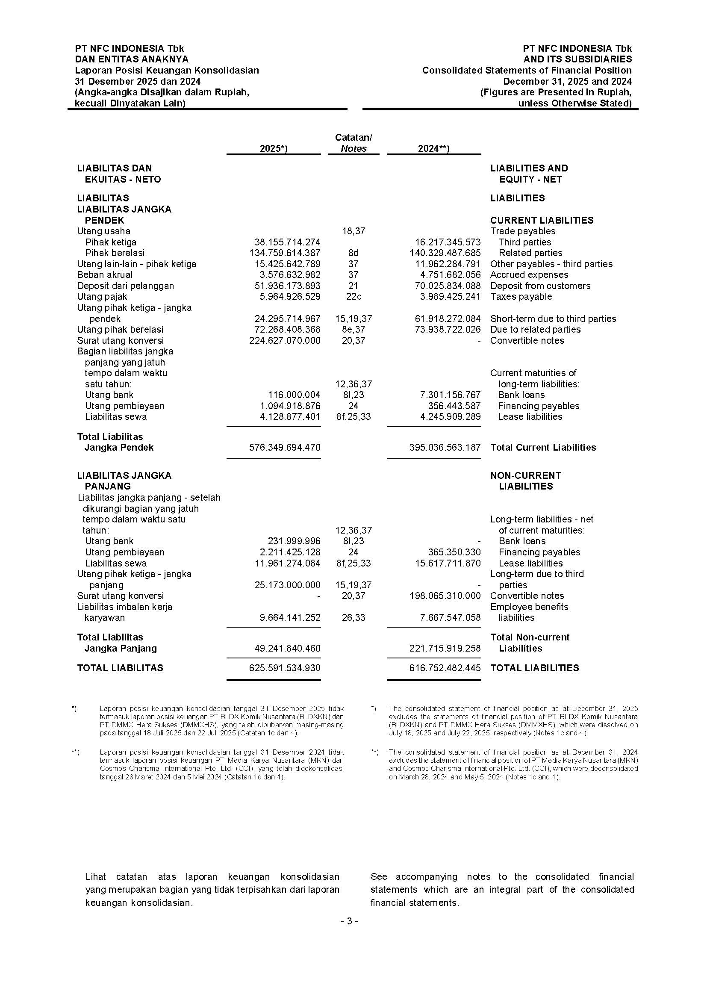 PT NFC INDONESIA Tbk
DAN ENTITAS ANAKNYA
Laporan Posisi Keuangan Konsolidasian
31 Desember 2025 dan 2024
(Angka-angka Disajikan dalam Rupiah,
kecuali Dinyatakan Lain)
PT NFC INDONESIA Tbk
AND ITS SUBSIDIARIES
Consolidated Statements of Financial Position
December 31, 2025 and 2024
(Figures are Presented in Rupiah,
unless Otherwise Stated)
Catatan/
2025*) Notes 2024**)
LIABILITAS DAN LIABILITIES AND
EKUITAS - NETO EQUITY - NET
LIABILITAS LIABILITIES
LIABILITAS JANGKA
PENDEK CURRENT LIABILITIES
Utang usaha 18,37 Trade payables
Pihak ketiga 38.155.714.274 16.217.345.573 Third parties
Pihak berelasi 134.759.614.387 8d 140.329.487.685 Related parties
Utang lain-lain - pihak ketiga 15.425.642.789 37 11.962.284.791 Other payables - third parties
Beban akrual 3.576.632.982 37 4.751.682.056 Accrued expenses
Deposit dari pelanggan 51.936.173.893 21 70.025.834.088 Deposit from customers
Utang pajak 5.964.926.529 22c 3.989.425.241 Taxes payable
Utang pihak ketiga - jangka
pendek 24.295.714.967 15,19,37 61.918.272.084 Short-term due to third parties
Utang pihak berelasi 72.268.408.368 8e,37 73.938.722.026 Due to related parties
Surat utang konversi 224.627.070.000 20,37 - Convertible notes
Bagian liabilitas jangka
panjang yang jatuh
tempo dalam waktu Current maturities of
satu tahun: 12,36,37 long-term liabilities:
Utang bank 116.000.004 8l,23 7.301.156.767 Bank loans
Utang pembiayaan 1.094.918.876 24 356.443.587 Financing payables
Liabilitas sewa 4.128.877.401 8f,25,33 4.245.909.289 Lease liabilities
Total Liabilitas
Jangka Pendek 576.349.694.470 395.036.563.187 Total Current Liabilities
LIABILITAS JANGKA NON-CURRENT
PANJANG LIABILITIES
Liabilitas jangka panjang - setelah
dikurangi bagian yang jatuh
tempo dalam waktu satu Long-term liabilities - net
tahun: 12,36,37 of current maturities:
Utang bank 231.999.996 8l,23 - Bank loans
Utang pembiayaan 2.211.425.128 24 365.350.330 Financing payables
Liabilitas sewa 11.961.274.084 8f,25,33 15.617.711.870 Lease liabilities
Utang pihak ketiga - jangka Long-term due to third
panjang 25.173.000.000 15,19,37 - parties
Surat utang konversi - 20,37 198.065.310.000 Convertible notes
Liabilitas imbalan kerja Employee benefits
karyawan 9.664.141.252 26,33 7.667.547.058 liabilities
Total Liabilitas Total Non-current
Jangka Panjang 49.241.840.460 221.715.919.258 Liabilities
TOTAL LIABILITAS 625.591.534.930 616.752.482.445 TOTAL LIABILITIES
*) Laporan posisi keuangan konsolidasian tanggal 31 Desember 2025 tidak
termasuk laporan posisi keuangan PT BLDX Komik Nusantara (BLDXKN) dan
PT DMMX Hera Sukses (DMMXHS), yang telah dibubarkan masing-masing
pada tanggal 18 Juli 2025 dan 22 Juli 2025 (Catatan 1c dan 4).
*) The consolidated statement of financial position as at December 31, 2025
excludes the statements of financial position of PT BLDX Komik Nusantara
(BLDXKN) and PT DMMX Hera Sukses (DMMXHS), which were dissolved on
July 18, 2025 and July 22, 2025, respectively (Notes 1c and 4).
**) Laporan posisi keuangan konsolidasian tanggal 31 Desember 2024 tidak
termasuk laporan posisi keuangan PT Media Karya Nusantara (MKN) dan
Cosmos Charisma International Pte. Ltd. (CCI), yang telah didekonsolidasi
tanggal 28 Maret 2024 dan 5 Mei 2024 (Catatan 1c dan 4).
**) The consolidated statement of financial position as at December 31, 2024
excludes the statement of financial position of PT Media Karya Nusantara (MKN)
and Cosmos Charisma International Pte. Ltd. (CCI), which were deconsolidated
on March 28, 2024 and May 5, 2024 (Notes 1c and 4).
Lihat catatan atas laporan keuangan konsolidasian
yang merupakan bagian yang tidak terpisahkan dari laporan
keuangan konsolidasian.
See accompanying notes to the consolidated financial
statements which are an integral part of the consolidated
financial statements.
- 3 -